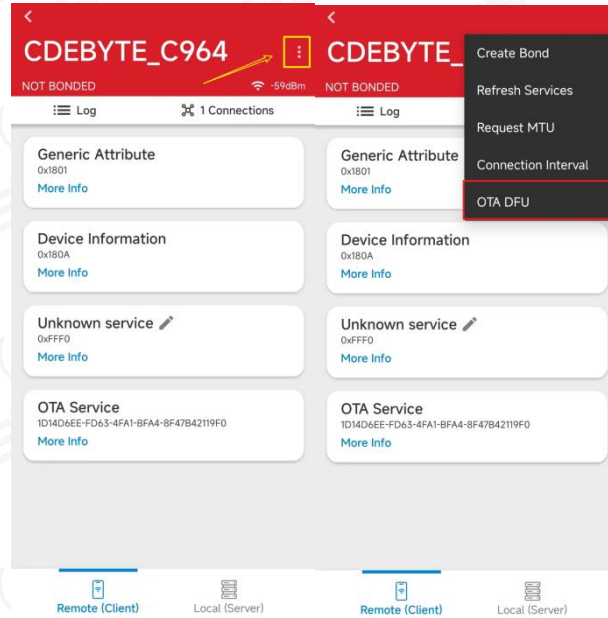 CDEBYTE_C964
NOT BONDED
-59dBm
Log
1 Connections
Generic Attribute
0x1801
More Info
Device Information
0x180A
More Info
Unknown service
0xFFF0
More Info
OTA Service
1D14D6EE-FD63-4FA1-BFA4-8F47B42119F0
More Info
Remote (Client)
Local (Server)
CDEBYTE_
NOT BONDED
Log
Create Bond
Refresh Services
Request MTU
Connection Interval
OTA DFU
Generic Attribute
0x1801
More Info
Device Information
0x180A
More Info
Unknown service
0xFFF0
More Info
OTA Service
1D14D6EE-FD63-4FA1-BFA4-8F47B42119F0
More Info
Remote (Client)
Local (Server)